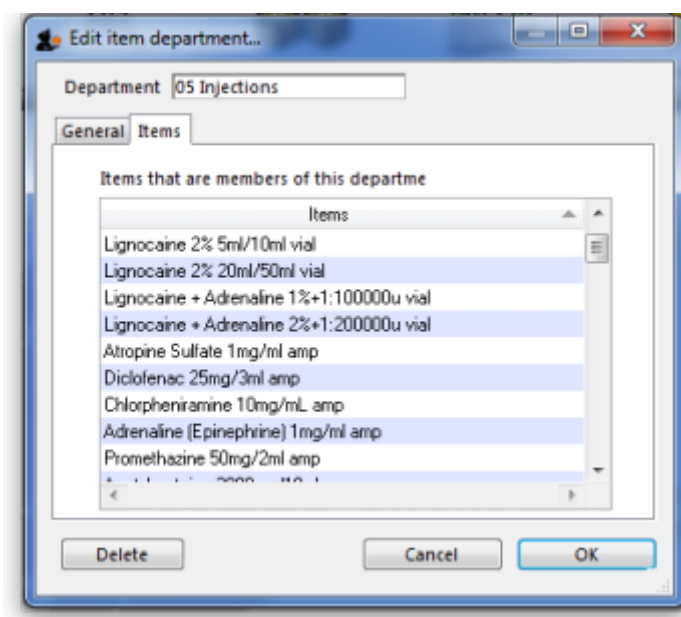 Edit item department...
Department 05 Injections
General Items
Items that are members of this departme
Items
Lignocaine 2% 5ml/10ml vial
Lignocaine 2% 20ml/50ml vial
Lignocaine + Adrenaline 1%+1:100000u vial
Lignocaine + Adrenaline 2%+1:200000u vial
Atropine Sulfate 1mg/ml amp
Diclofenac 25mg/3ml amp
Chlorpheniramine 10mg/mL amp
Adrenaline (Epinephrine) 1mg/ml amp
Promethazine 50mg/2ml amp
Delete Cancel OK